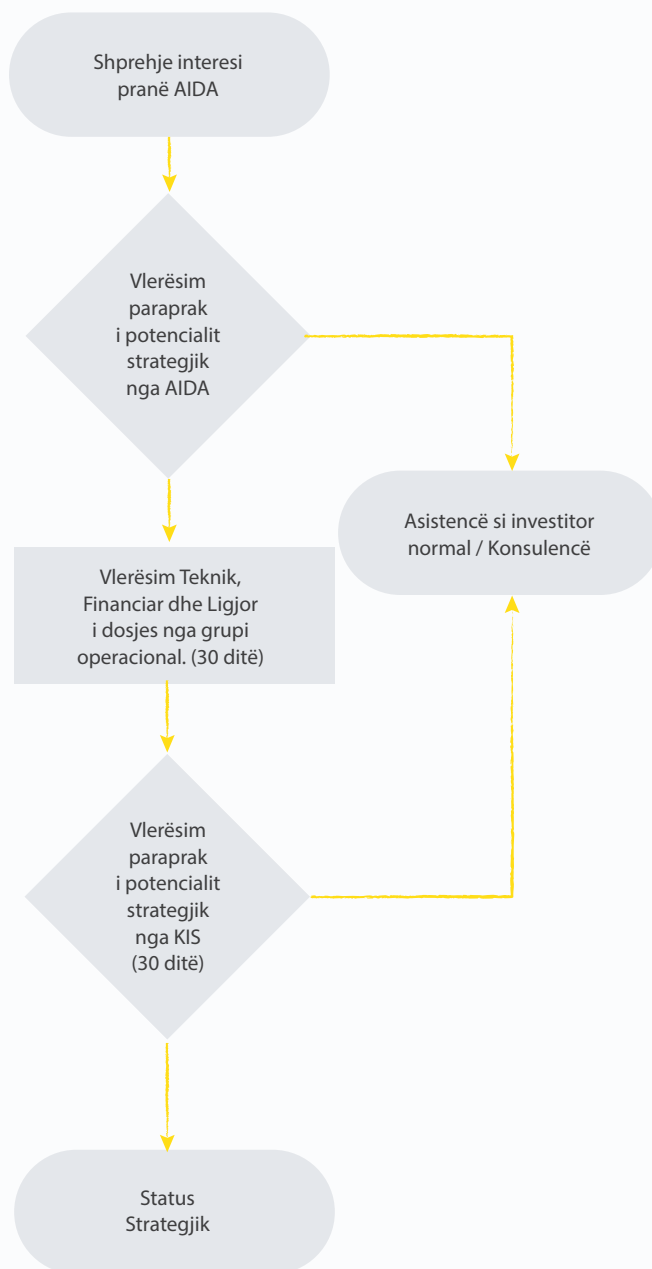 Shprehje interesi
pranë AIDA
Vlerësim
paraprak
i potencialit
strategjik
nga AIDA
Asistencë si investitor
normal / Konsulencë
Vlerësim Teknik,
Financiar dhe Ligjor
i dosjes nga grupi
operacional. (30 ditë)
Vlerësim
paraprak
i potencialit
strategjik
nga KIS
(30 ditë)
Status
Strategjik